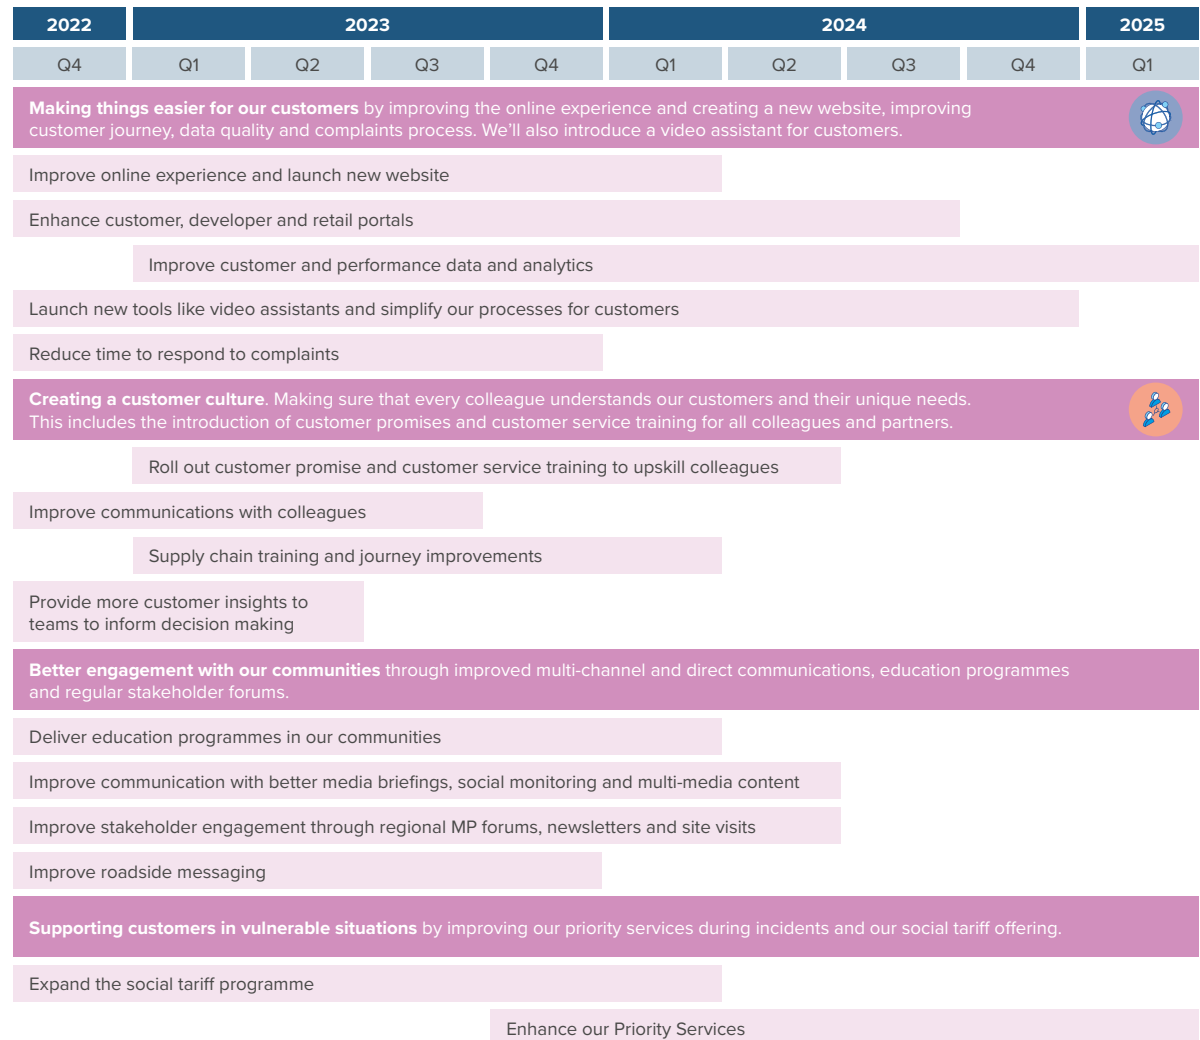 2022 2023 2024 2025
Q4 Q1 Q2 Q3 Q4 Q1 Q2 Q3 Q4 Q1
Making things easier for our customers by improving the online experience and creating a new website, improving
customer journey, data quality and complaints process. We’ll also introduce a video assistant for customers.
Improve online experience and launch new website
Enhance customer, developer and retail portals
Improve customer and performance data and analytics
Launch new tools like video assistants and simplify our processes for customers
Reduce time to respond to complaints
Creating a customer culture. Making sure that every colleague understands our customers and their unique needs.
This includes the introduction of customer promises and customer service training for all colleagues and partners.
Roll out customer promise and customer service training to upskill colleagues
Improve communications with colleagues
Supply chain training and journey improvements
Provide more customer insights to
teams to inform decision making
Better engagement with our communities through improved multi-channel and direct communications, education programmes
and regular stakeholder forums.
Deliver education programmes in our communities
Improve communication with better media briefings, social monitoring and multi-media content
Improve stakeholder engagement through regional MP forums, newsletters and site visits
Improve roadside messaging
Supporting customers in vulnerable situations by improving our priority services during incidents and our social tariff offering.
Expand the social tariff programme
Enhance our Priority Services